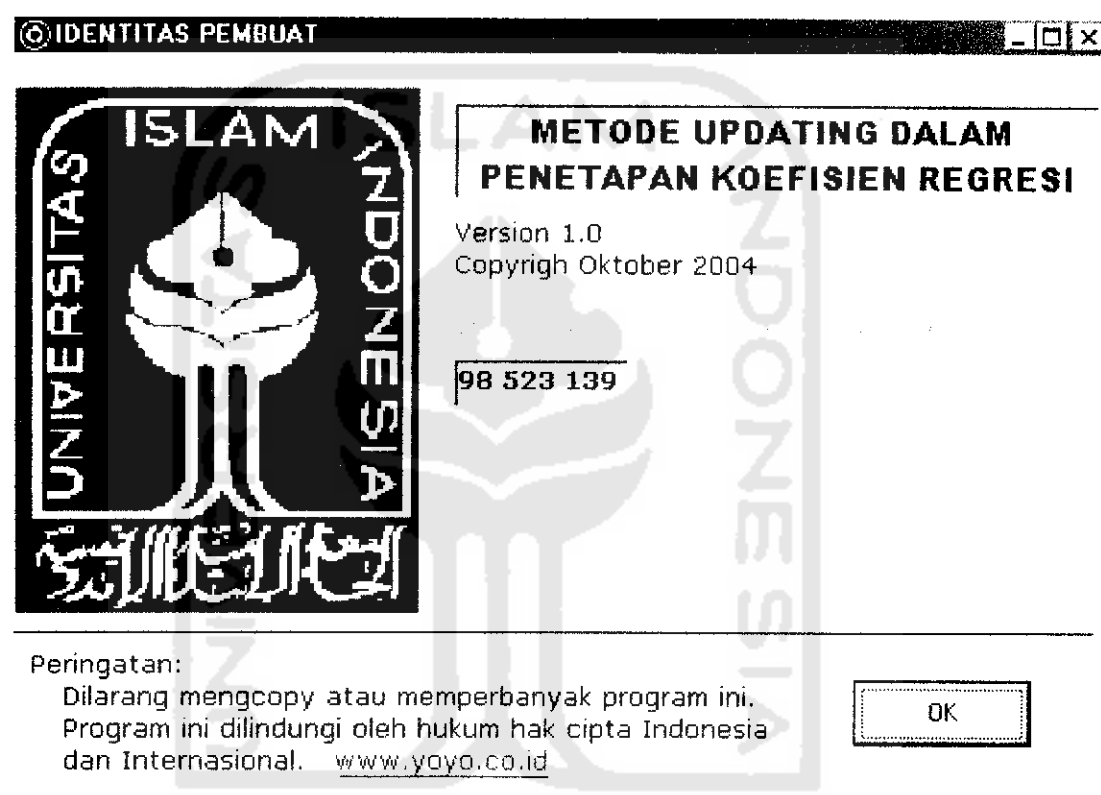 IDENTITAS PEMBUAT
UNIVERSITAS
ISLAM
INDONESIA
METODE UPDATING DALAM
PENETAPAN KOEFISIEN REGRESI
Version 1.0
Copyrigh Oktober 2004
98 523 139
Peringatan:
Dilarang mengcopy atau memperbanyak program ini.
Program ini dilindungi oleh hukum hak cipta Indonesia
dan Internasional. www.yoyo.co.id
OK